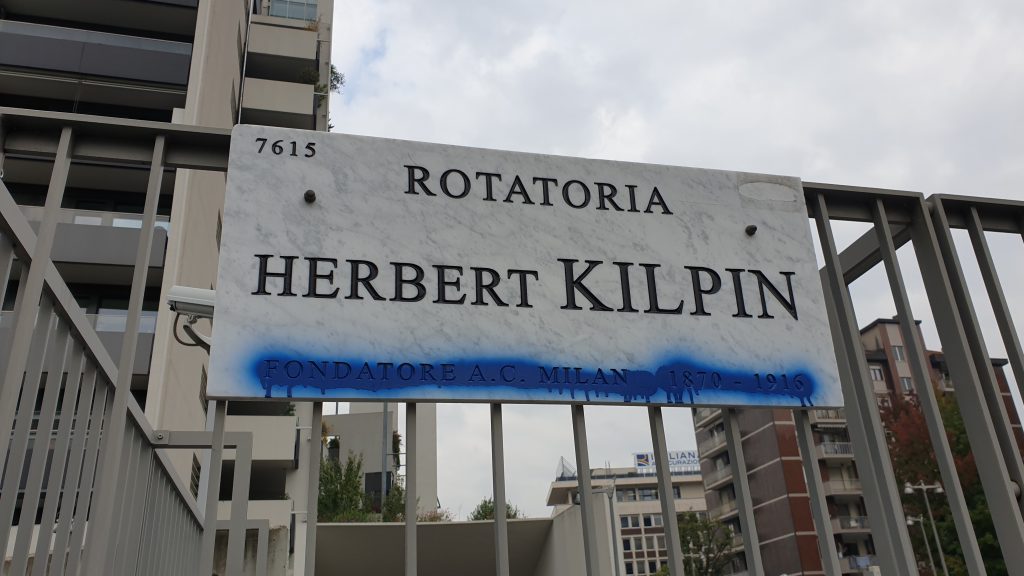 7615
ROTATORIA
HERBERT KILPIN
FONDATORE A.C. MILAN 1870 - 1916